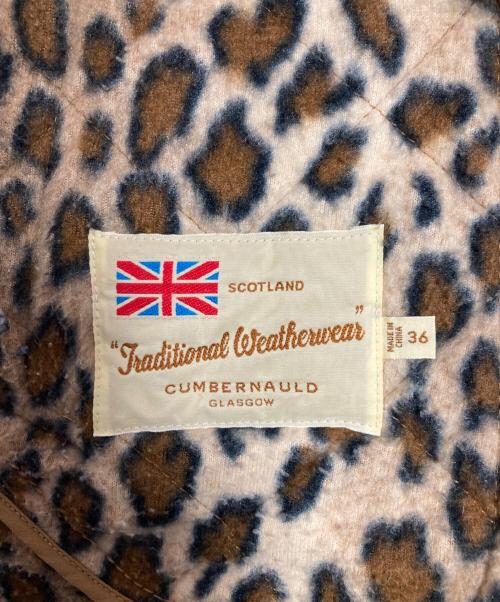 SCOTLAND
"Traditional Weatherwear"
CUMBERNAULD
GLASGOW
MADE IN
CHINA
36